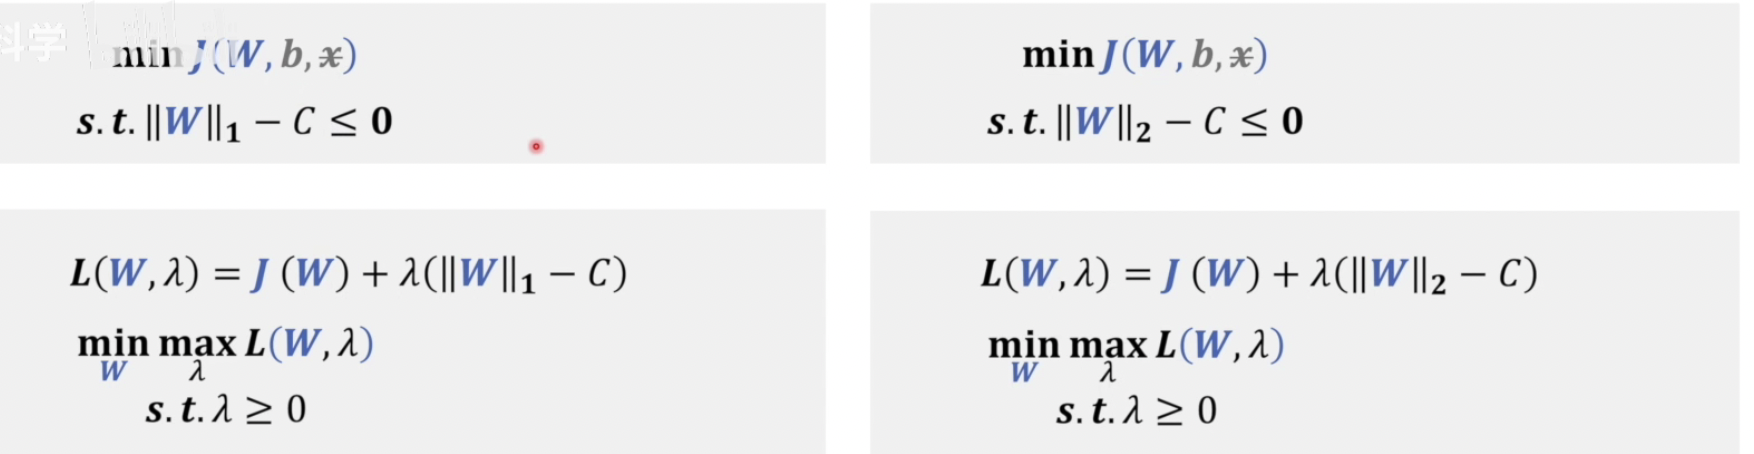 科学
min J(W, b, x)
s.t. ‖W‖₁ − C ≤ 0
L(W, λ) = J (W) + λ(‖W‖₁ − C)
min max L(W, λ)
W λ
s.t. λ ≥ 0
min J(W, b, x)
s.t. ‖W‖₂ − C ≤ 0
L(W, λ) = J (W) + λ(‖W‖₂ − C)
min max L(W, λ)
W λ
s.t. λ ≥ 0